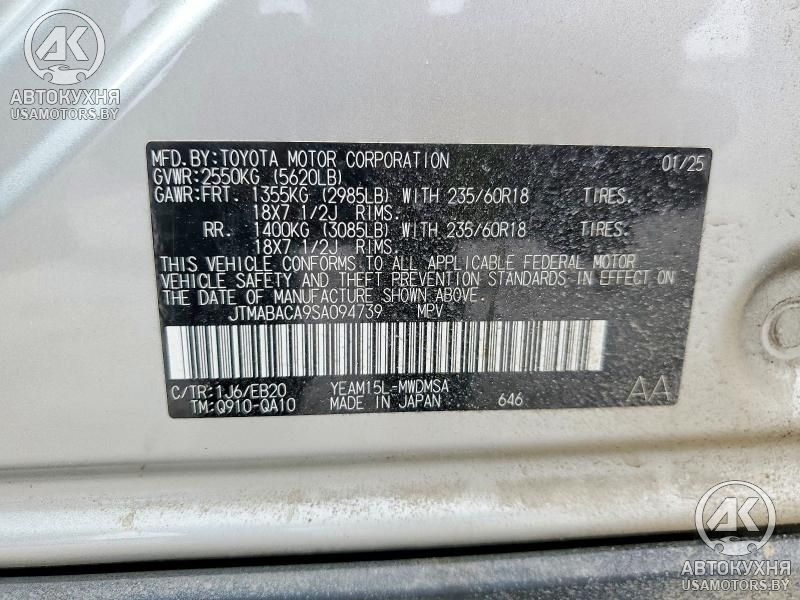 АК
АВТОКУХНЯ
USAMOTORS.BY
MFD.BY:TOYOTA MOTOR CORPORATION 01/25
GVWR:2550KG (5620LB)
GAWR:FRT. 1355KG (2985LB) WITH 235/60R18 TIRES.
18X7 1/2J RIMS.
RR. 1400KG (3085LB) WITH 235/60R18 TIRES.
18X7 1/2J RIMS.
THIS VEHICLE CONFORMS TO ALL APPLICABLE FEDERAL MOTOR
VEHICLE SAFETY AND THEFT PREVENTION STANDARDS IN EFFECT ON
THE DATE OF MANUFACTURE SHOWN ABOVE.
JTMABACA9SA094739 MPV
C/TR:1J6/EB20 YEAM15L-MWDMSA
TM:Q910-QA10 MADE IN JAPAN 646 AA
АК
АВТОКУХНЯ
USAMOTORS.BY